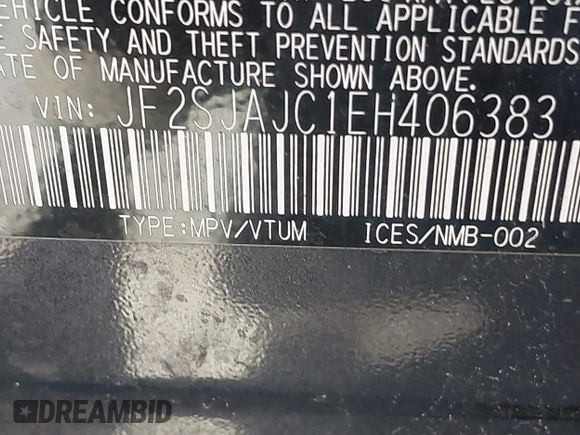 VEHICLE CONFORMS TO ALL APPLICABLE F
SAFETY AND THEFT PREVENTION STANDARDS
ATE OF MANUFACTURE SHOWN ABOVE.
VIN: JF2SJAJC1EH406383
TYPE:MPV/VTUM ICES/NMB-002
DREAMBID